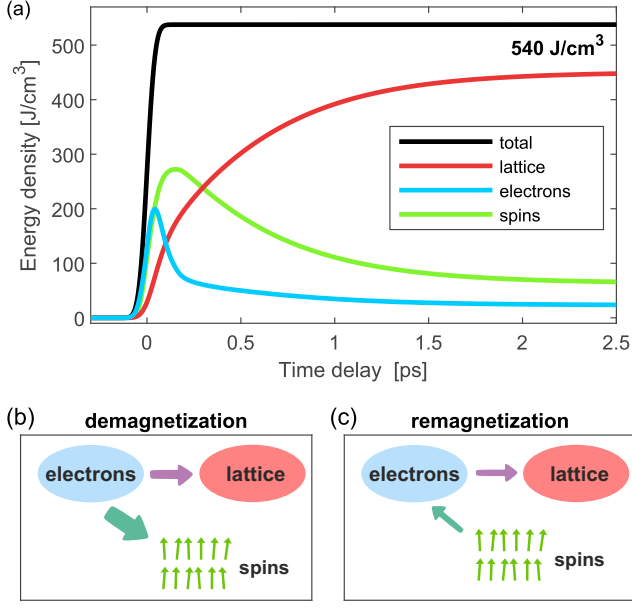 (a)
540 J/cm³
Energy density [J/cm³]
500
400
300
200
100
0
total
lattice
electrons
spins
0 0.5 1 1.5 2 2.5
Time delay [ps]
(b) demagnetization
electrons lattice
spins
(c) remagnetization
electrons lattice
spins